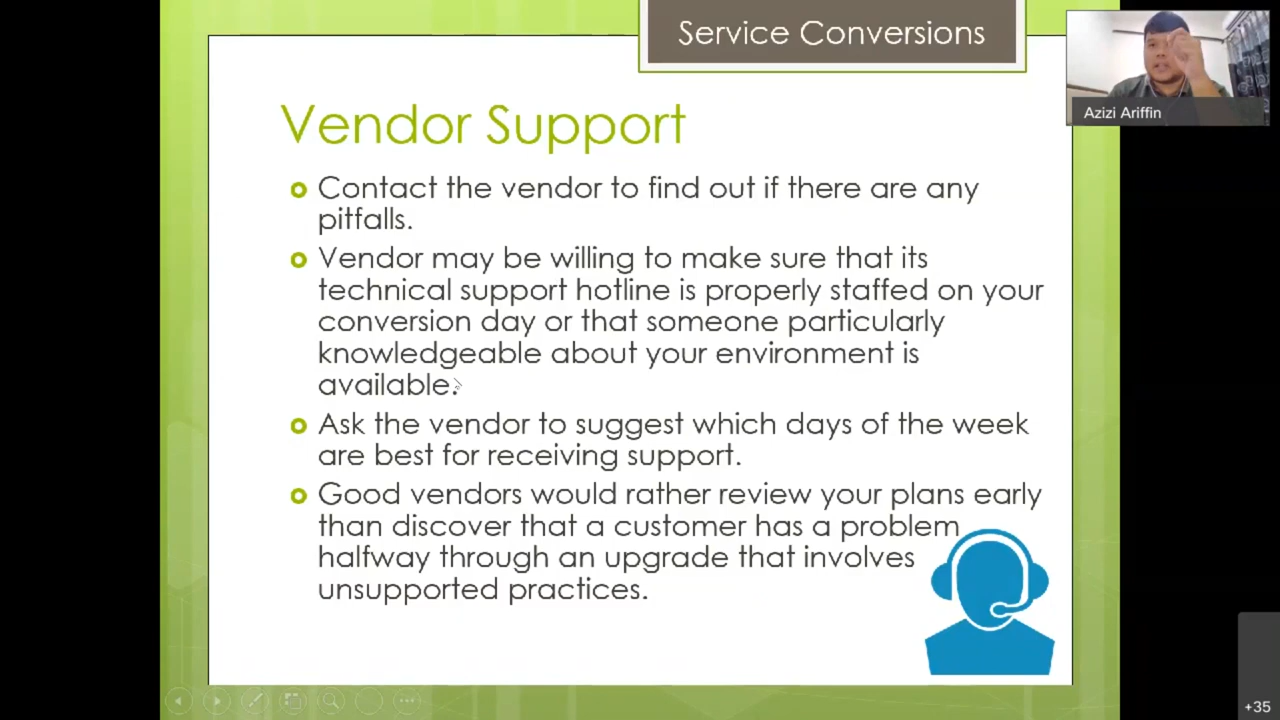 Service Conversions
Azizi Ariffin
Vendor Support
Contact the vendor to find out if there are any
pitfalls.
Vendor may be willing to make sure that its
technical support hotline is properly staffed on your
conversion day or that someone particularly
knowledgeable about your environment is
available.
Ask the vendor to suggest which days of the week
are best for receiving support.
Good vendors would rather review your plans early
than discover that a customer has a problem
halfway through an upgrade that involves
unsupported practices.
+35